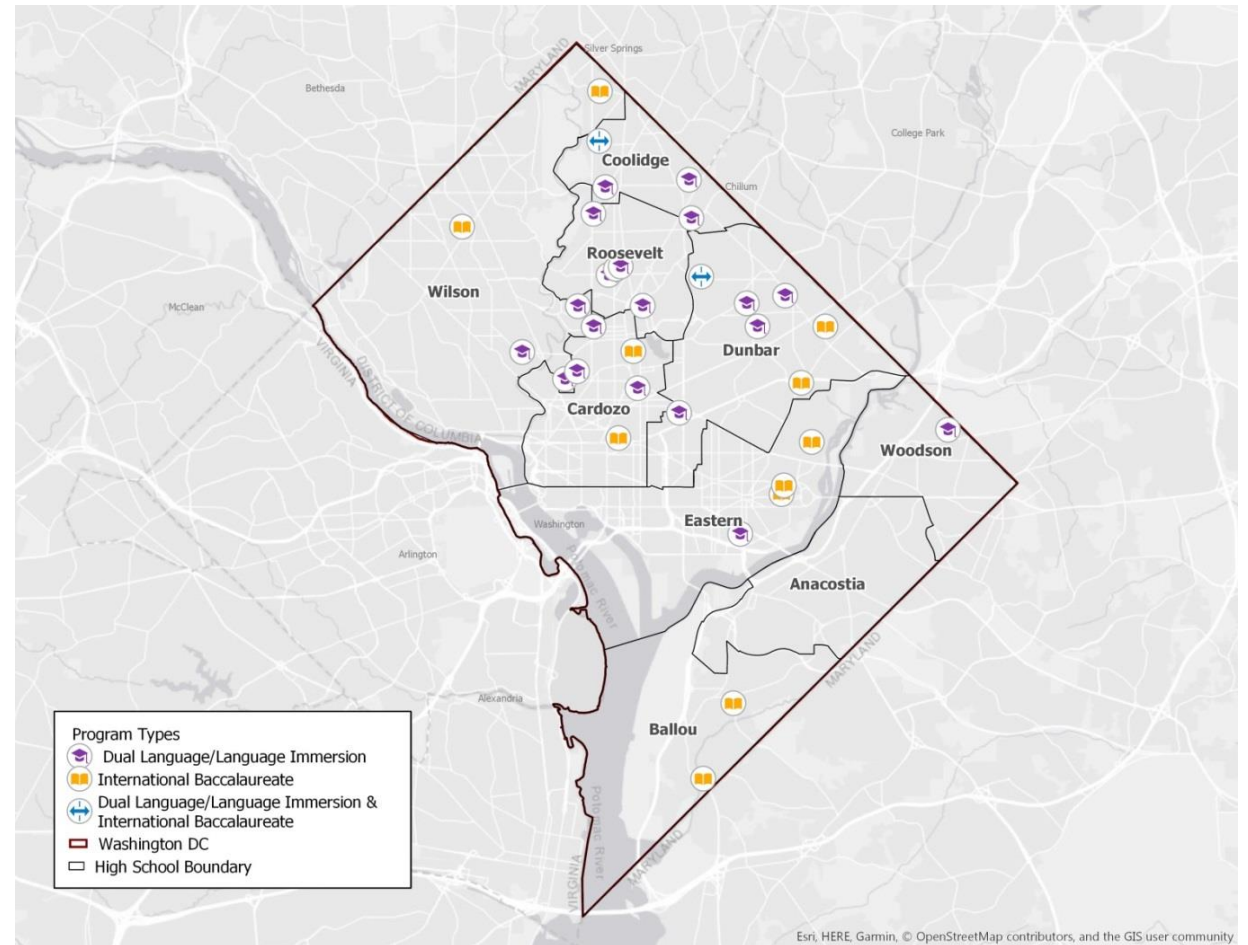 Silver Springs
MARYLAND
Bethesda
College Park
Coolidge
Chillum
Roosevelt
Wilson
McLean
Dunbar
VIRGINIA
DISTRICT OF COLUMBIA
Cardozo
Woodson
Eastern
Washington
Arlington
Potomac River
Anacostia
MARYLAND
Alexandria
Ballou
Potomac River
MARYLAND
VIRGINIA
Program Types
Dual Language/Language Immersion
International Baccalaureate
Dual Language/Language Immersion &
International Baccalaureate
Washington DC
High School Boundary
Esri, HERE, Garmin, © OpenStreetMap contributors, and the GIS user community